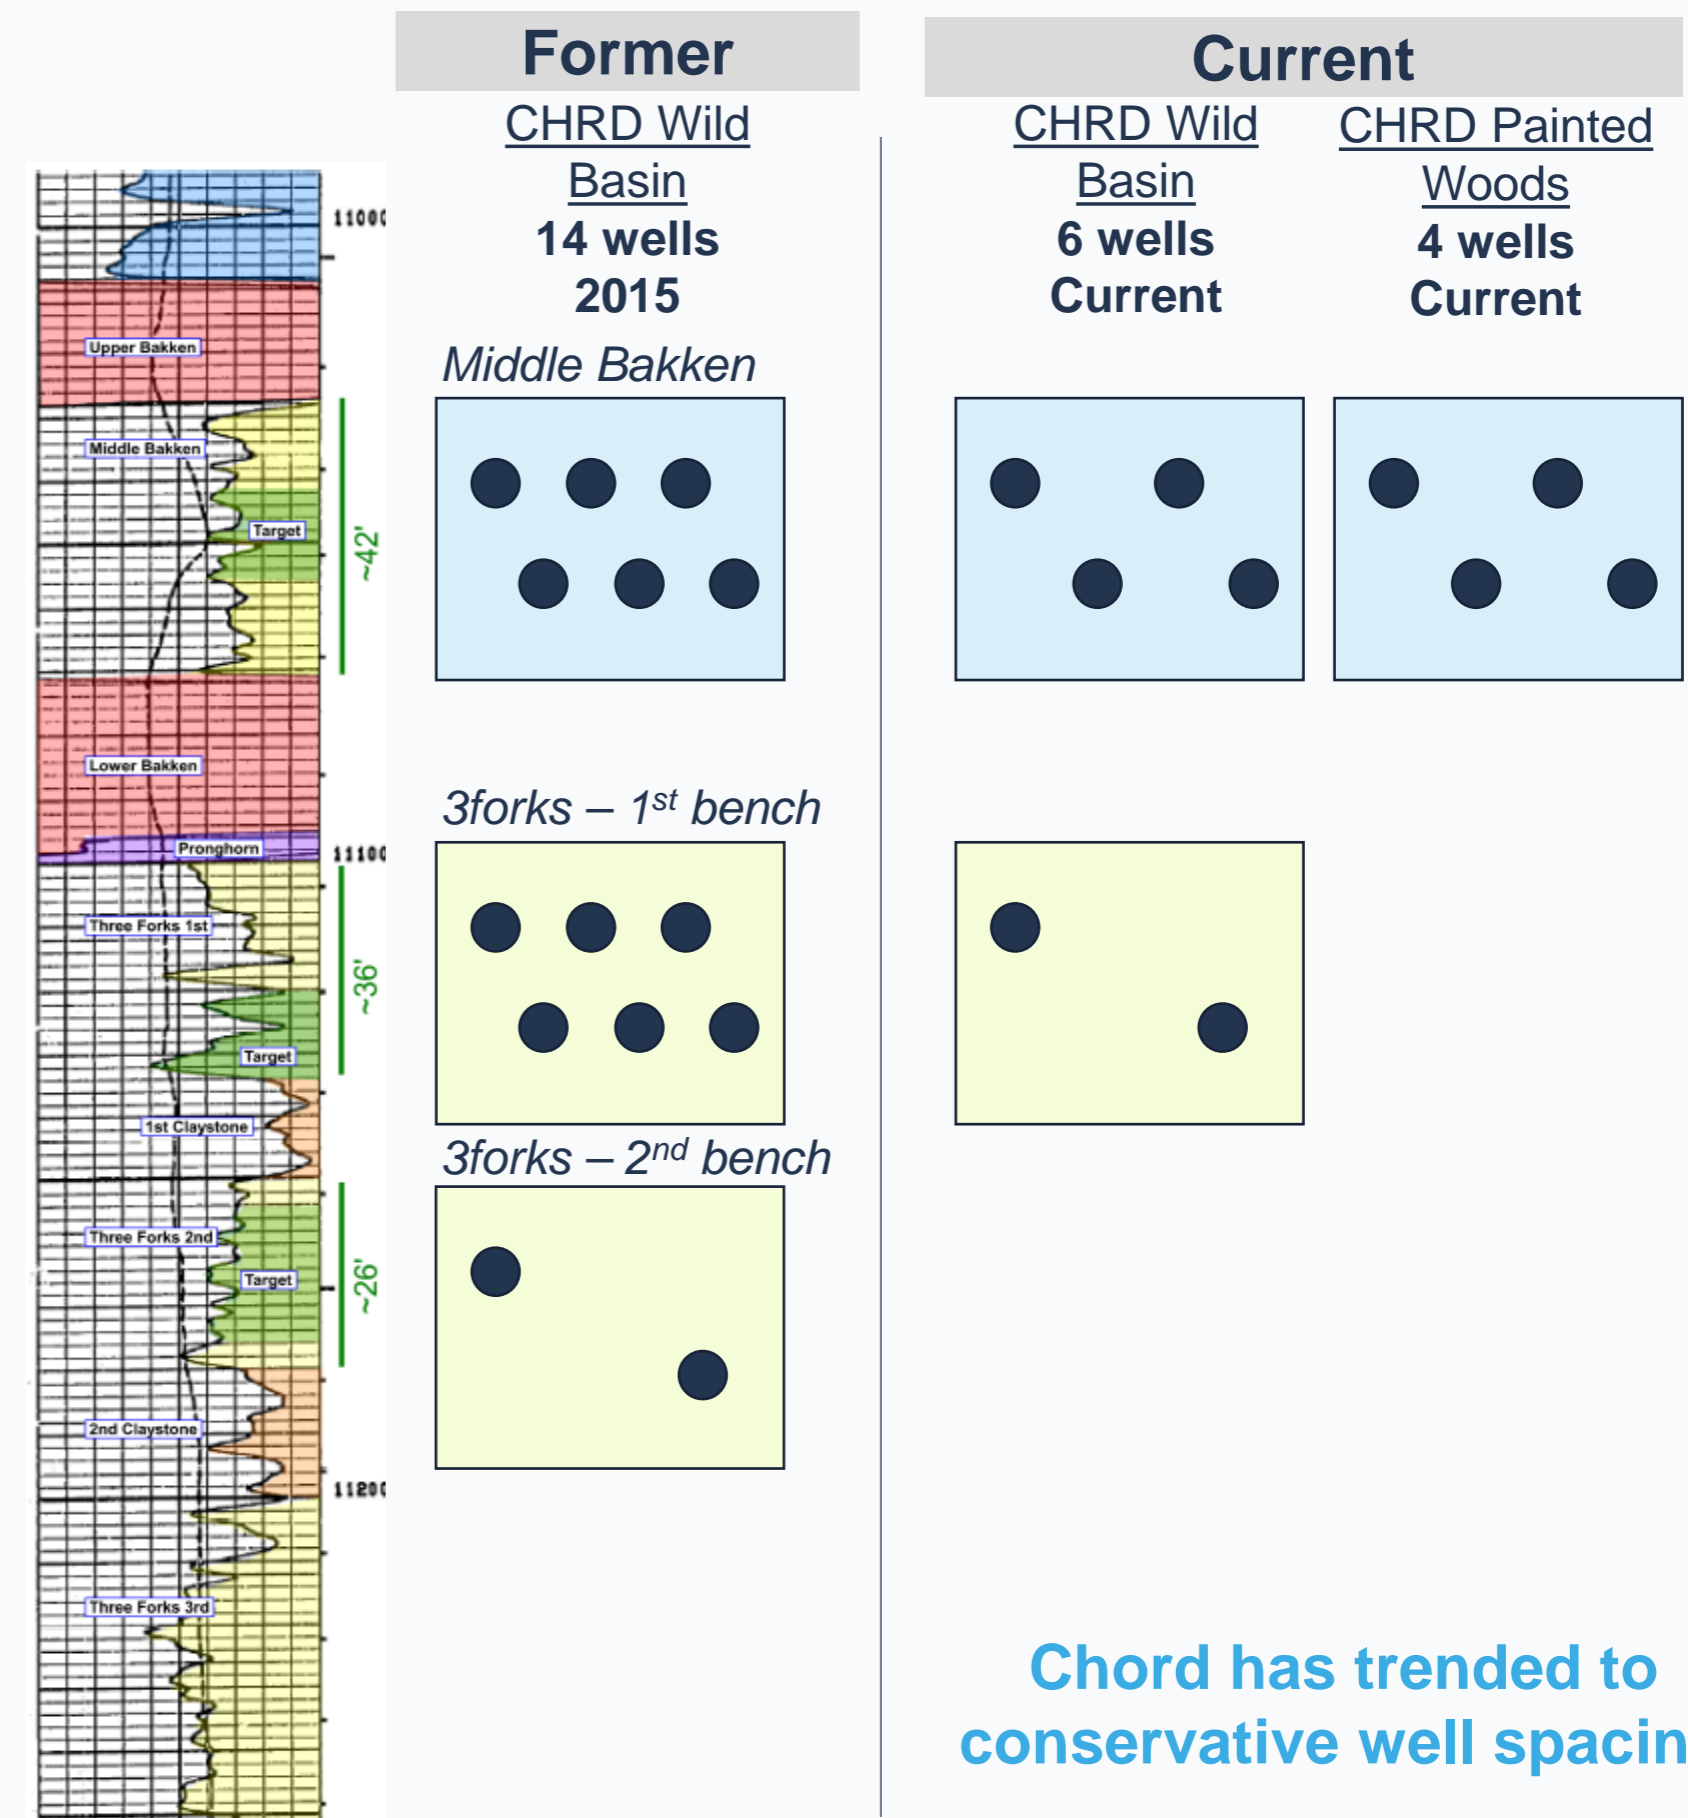 Former
CHRD Wild
Basin
14 wells
2015
Current
CHRD Wild
Basin
6 wells
Current
CHRD Painted
Woods
4 wells
Current
Middle Bakken
3forks – 1st bench
3forks – 2nd bench
11000
Upper Bakken
Middle Bakken
Target
~42'
Lower Bakken
Pronghorn
11100
Three Forks 1st
~36'
Target
1st Claystone
Three Forks 2nd
Target
~26'
2nd Claystone
11200
Three Forks 3rd
Chord has trended to
conservative well spacin